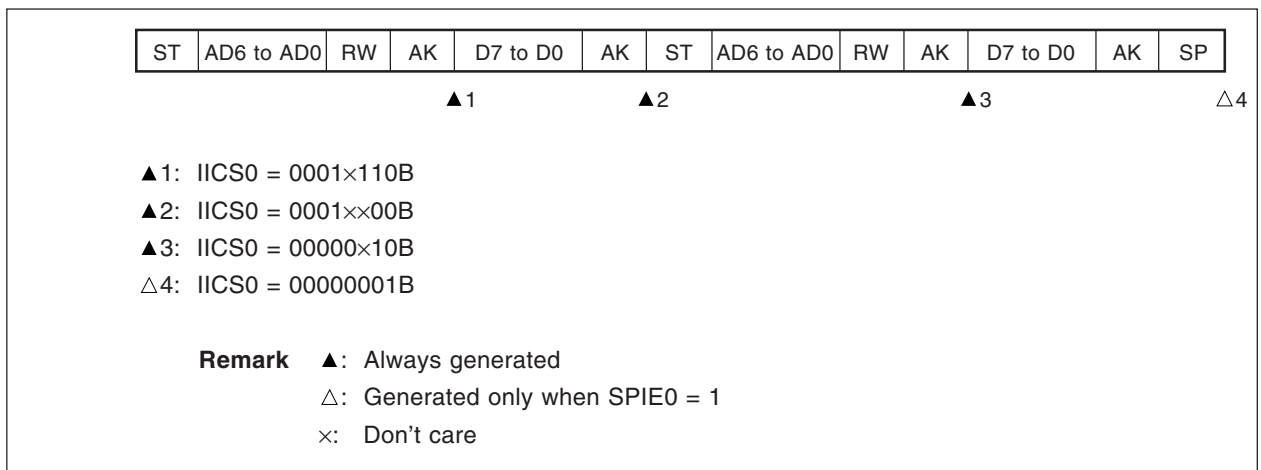 ST AD6 to AD0 RW AK D7 to D0 AK ST AD6 to AD0 RW AK D7 to D0 AK SP
▲1 ▲2 ▲3 △4
▲1: IICS0 = 0001×110B
▲2: IICS0 = 0001××00B
▲3: IICS0 = 00000×10B
△4: IICS0 = 00000001B
Remark ▲: Always generated
△: Generated only when SPIE0 = 1
×: Don't care